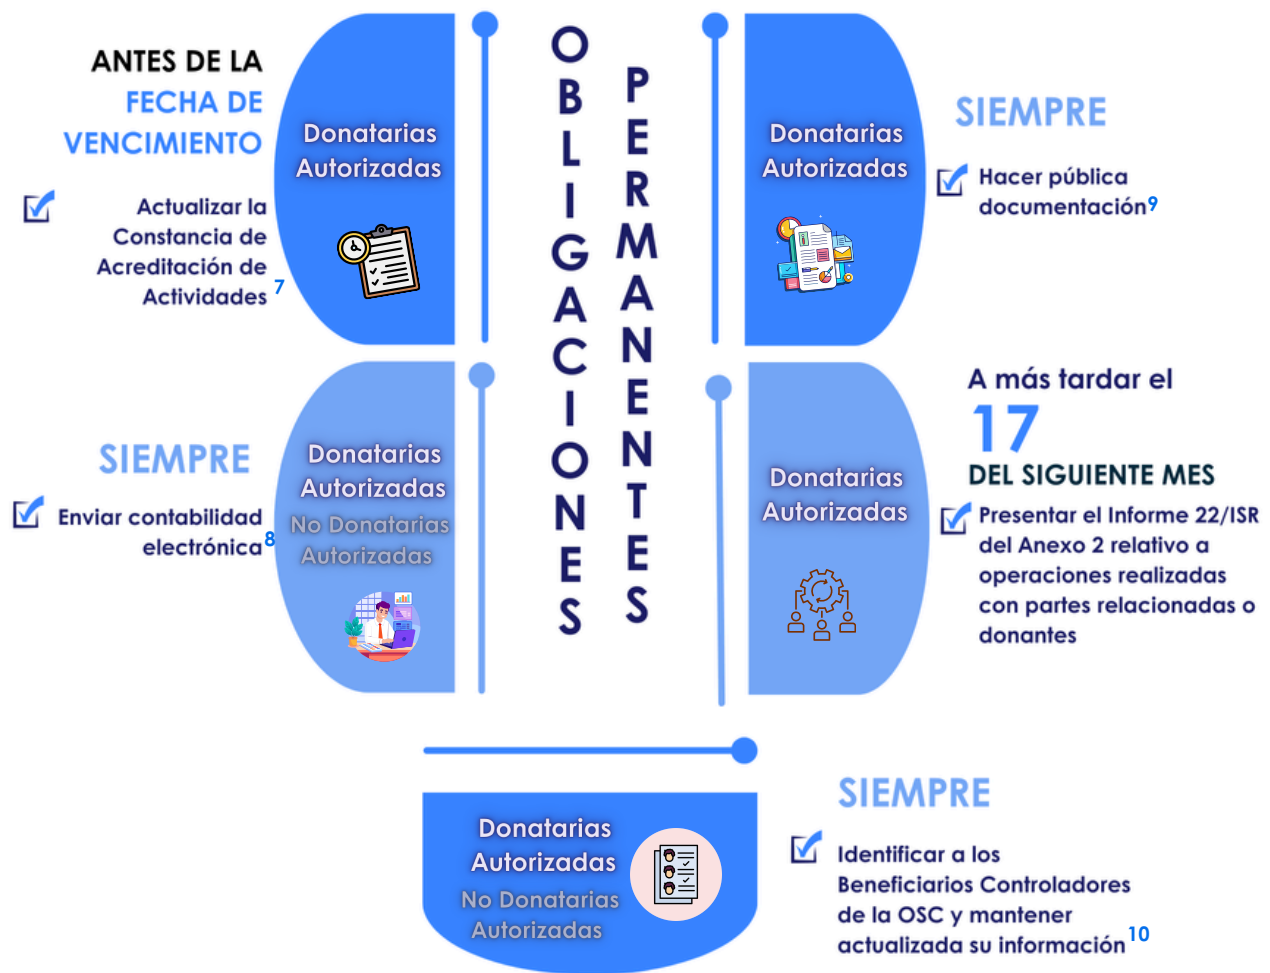 OBLIGACIONES
PERMANENTES
ANTES DE LA
FECHA DE
VENCIMIENTO
Actualizar la
Constancia de
Acreditación de
Actividades 7
Donatarias
Autorizadas
Donatarias
Autorizadas
SIEMPRE
Hacer pública
documentación9
SIEMPRE
Enviar contabilidad
electrónica8
Donatarias
Autorizadas
No Donatarias
Autorizadas
Donatarias
Autorizadas
A más tardar el
17
DEL SIGUIENTE MES
Presentar el Informe 22/ISR
del Anexo 2 relativo a
operaciones realizadas
con partes relacionadas o
donantes
Donatarias
Autorizadas
No Donatarias
Autorizadas
SIEMPRE
Identificar a los
Beneficiarios Controladores
de la OSC y mantener
actualizada su información10